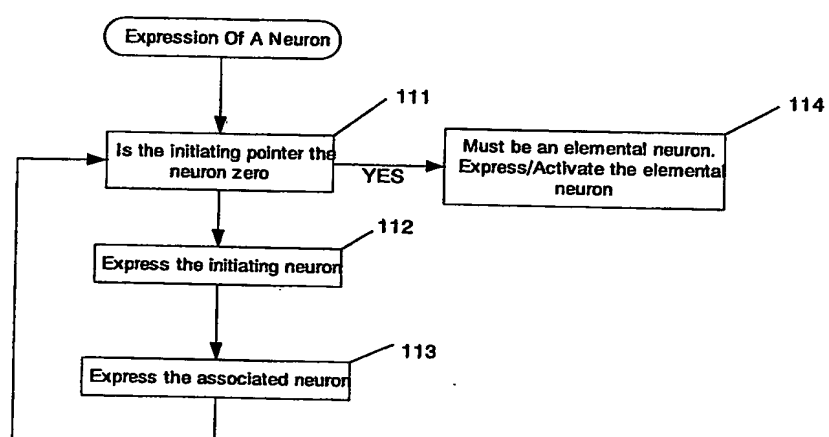 Expression Of A Neuron
111
114
Is the initiating pointer the
neuron zero
YES
Must be an elemental neuron.
Express/Activate the elemental
neuron
112
Express the initiating neuron
113
Express the associated neuron